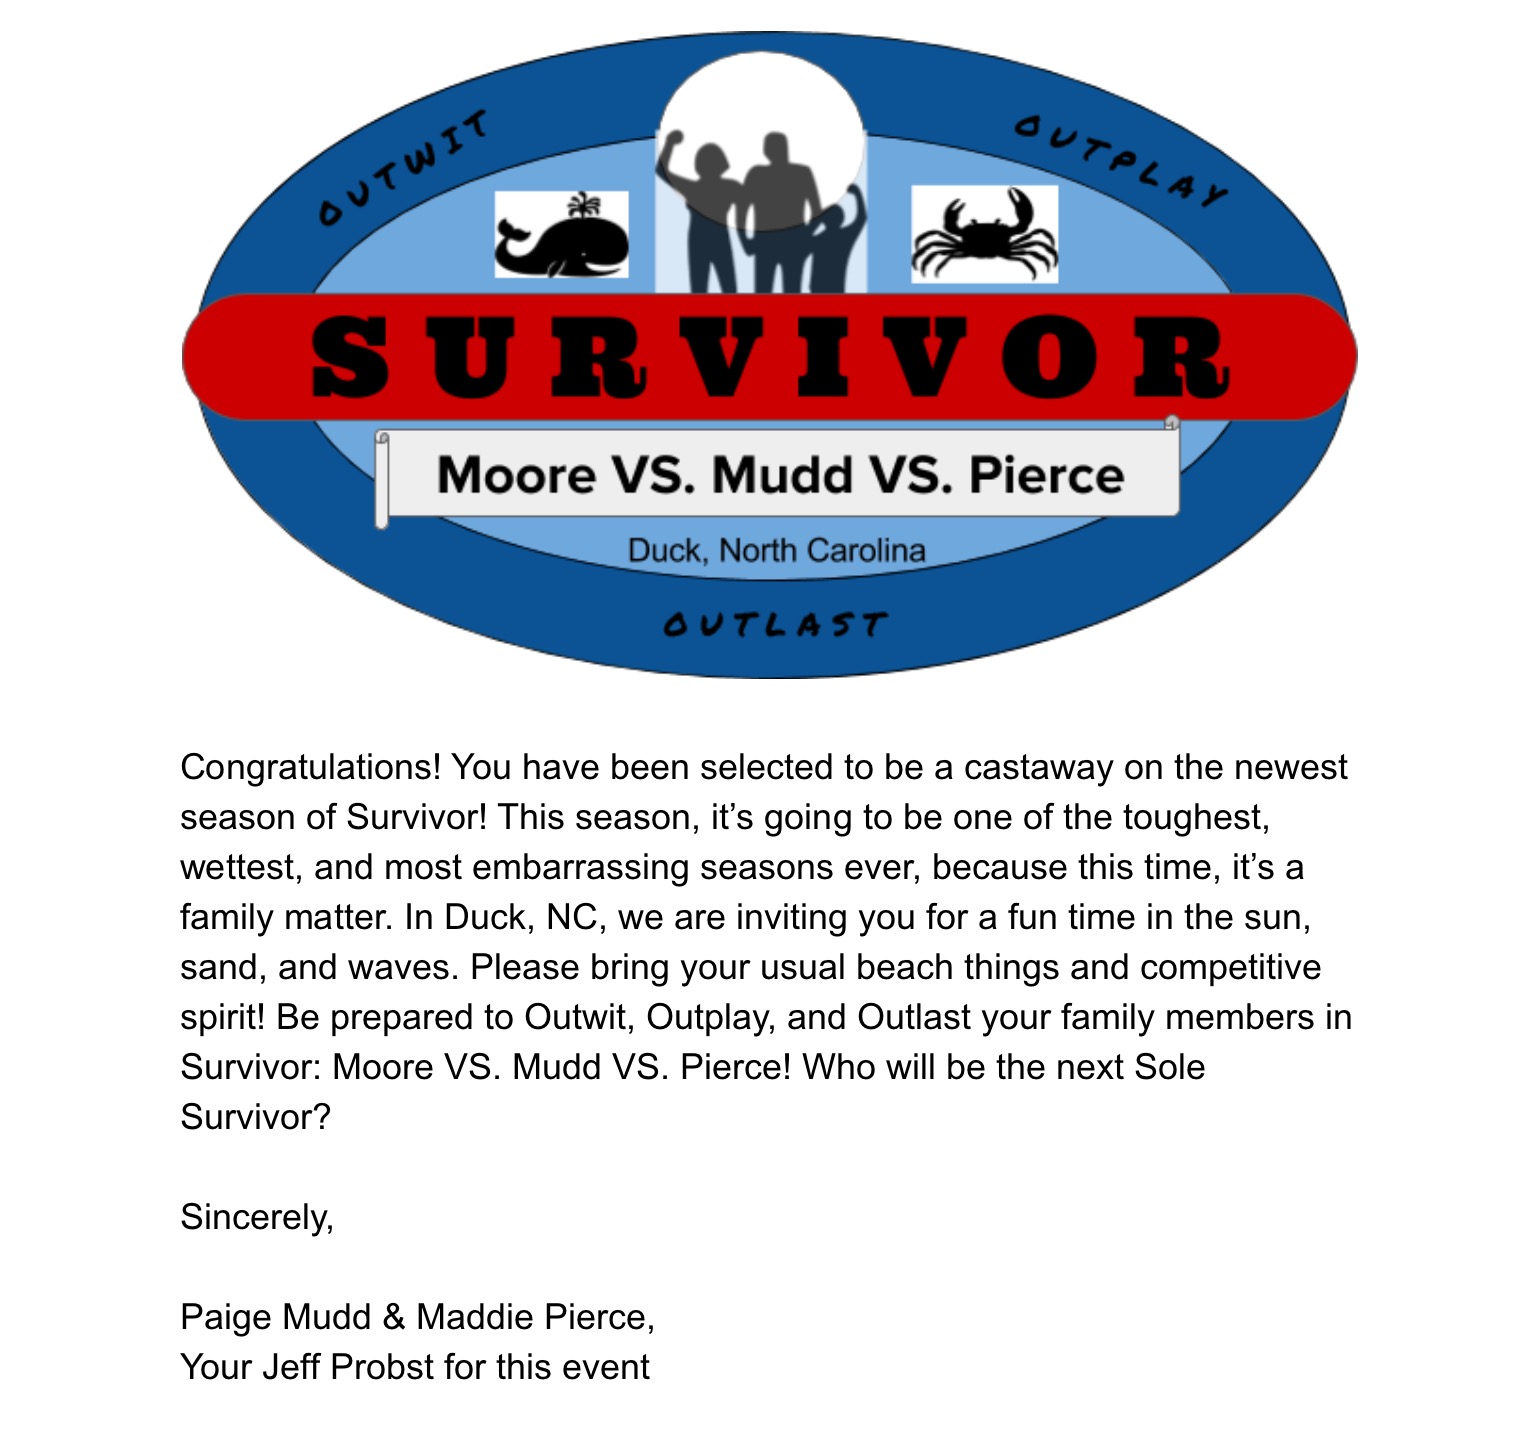 OUTWIT
OUTPLAY
SURVIVOR
Moore VS. Mudd VS. Pierce
Duck, North Carolina
OUTLAST
Congratulations! You have been selected to be a castaway on the newest
season of Survivor! This season, it’s going to be one of the toughest,
wettest, and most embarrassing seasons ever, because this time, it’s a
family matter. In Duck, NC, we are inviting you for a fun time in the sun,
sand, and waves. Please bring your usual beach things and competitive
spirit! Be prepared to Outwit, Outplay, and Outlast your family members in
Survivor: Moore VS. Mudd VS. Pierce! Who will be the next Sole
Survivor?
Sincerely,
Paige Mudd & Maddie Pierce,
Your Jeff Probst for this event